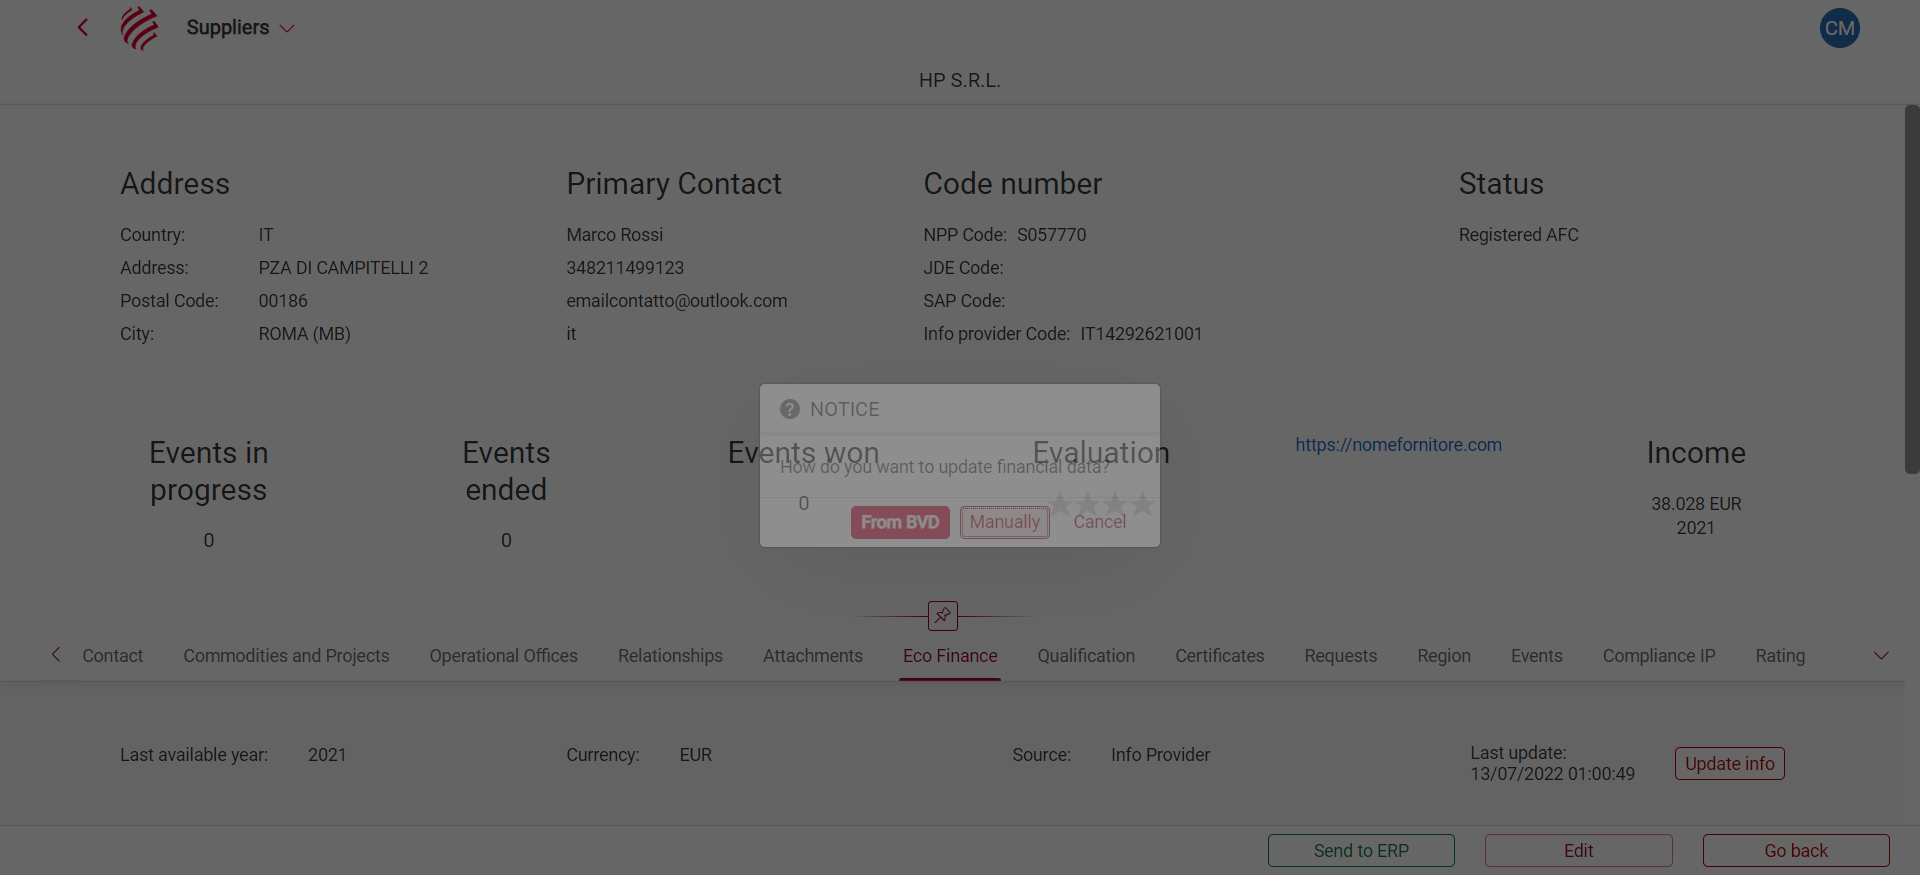 Suppliers
CM
HP S.R.L.
Address
Country: IT
Address: PZA DI CAMPITELLI 2
Postal Code: 00186
City: ROMA (MB)
Primary Contact
Marco Rossi
348211499123
emailcontatto@outlook.com
it
Code number
NPP Code: S057770
JDE Code:
SAP Code:
Info provider Code: IT14292621001
Status
Registered AFC
Events in
progress
0
Events
ended
0
Events won
0
Evaluation
https://nomefornitore.com
Income
38.028 EUR
2021
? NOTICE
How do you want to update financial data?
From BVD Manually Cancel
Contact Commodities and Projects Operational Offices Relationships Attachments Eco Finance Qualification Certificates Requests Region Events Compliance IP Rating
Last available year: 2021 Currency: EUR Source: Info Provider
Last update:
13/07/2022 01:00:49
Update info
Send to ERP Edit Go back